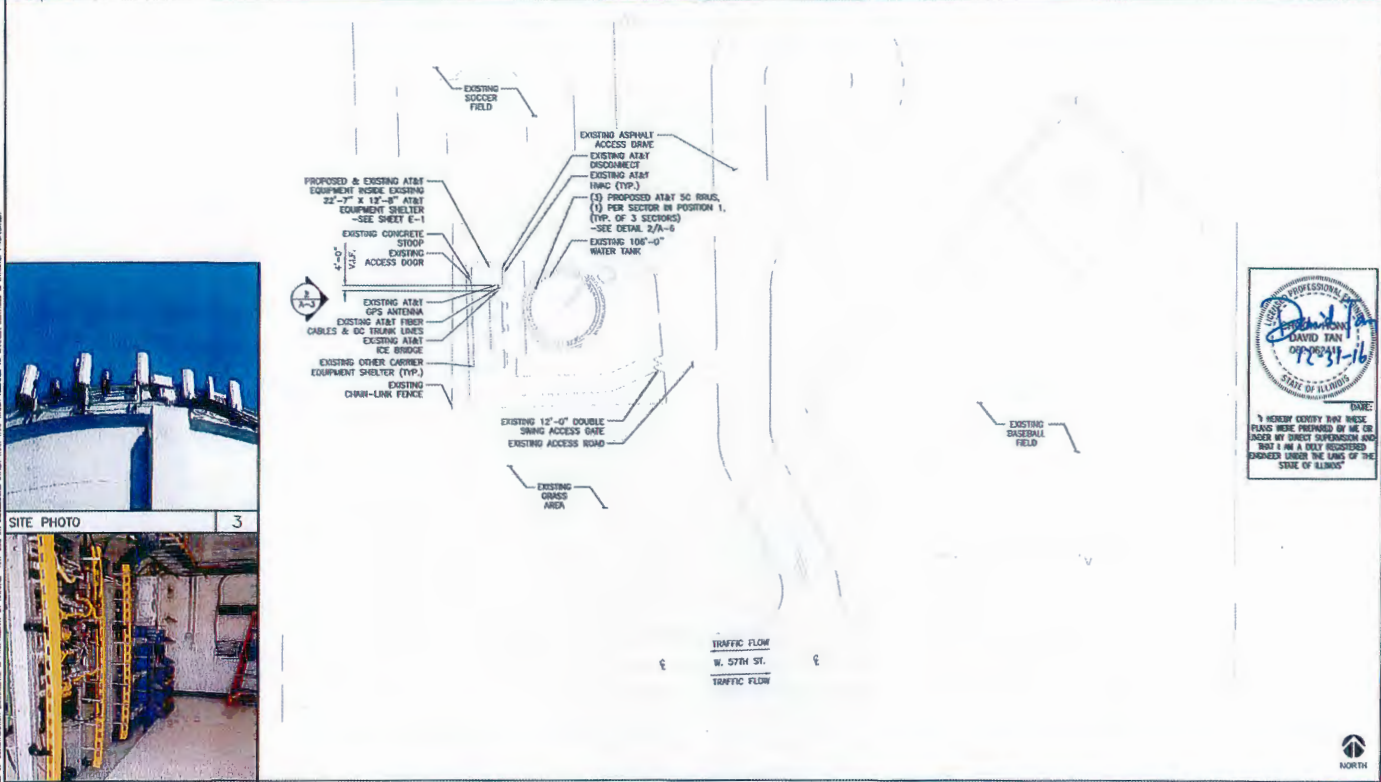 EXISTING
SOCCER
FIELD
EXISTING ASPHALT
ACCESS DRIVE
EXISTING AT&T
DISCONNECT
EXISTING AT&T
HVAC (TYP.)
(3) PROPOSED AT&T 5C RRUS,
(1) PER SECTOR IN POSITION 1,
(TYP. OF 3 SECTORS)
-SEE DETAIL 2/A-6
EXISTING 106'-0"
WATER TANK
PROPOSED & EXISTING AT&T
EQUIPMENT INSIDE EXISTING
22'-7" X 12'-8" AT&T
EQUIPMENT SHELTER
-SEE SHEET E-1
EXISTING CONCRETE
STOOP
EXISTING
ACCESS DOOR
4'-0"
V.I.F.
A-3
EXISTING AT&T
GPS ANTENNA
EXISTING AT&T FIBER
CABLES & DC TRUNK LINES
EXISTING AT&T
ICE BRIDGE
EXISTING OTHER CARRIER
EQUIPMENT SHELTER (TYP.)
EXISTING
CHAIN-LINK FENCE
EXISTING 12'-0" DOUBLE
SWING ACCESS GATE
EXISTING ACCESS ROAD
EXISTING
GRASS
AREA
EXISTING
BASEBALL
FIELD
TRAFFIC FLOW
W. 57TH ST.
TRAFFIC FLOW
SITE PHOTO 3
LICENSED PROFESSIONAL
DAVID TAN
STATE OF ILLINOIS
DATE:
"I HEREBY CERTIFY THAT THESE
PLANS WERE PREPARED BY ME OR
UNDER MY DIRECT SUPERVISION AND
THAT I AM A DULY REGISTERED
ENGINEER UNDER THE LAWS OF THE
STATE OF ILLINOIS"
NORTH